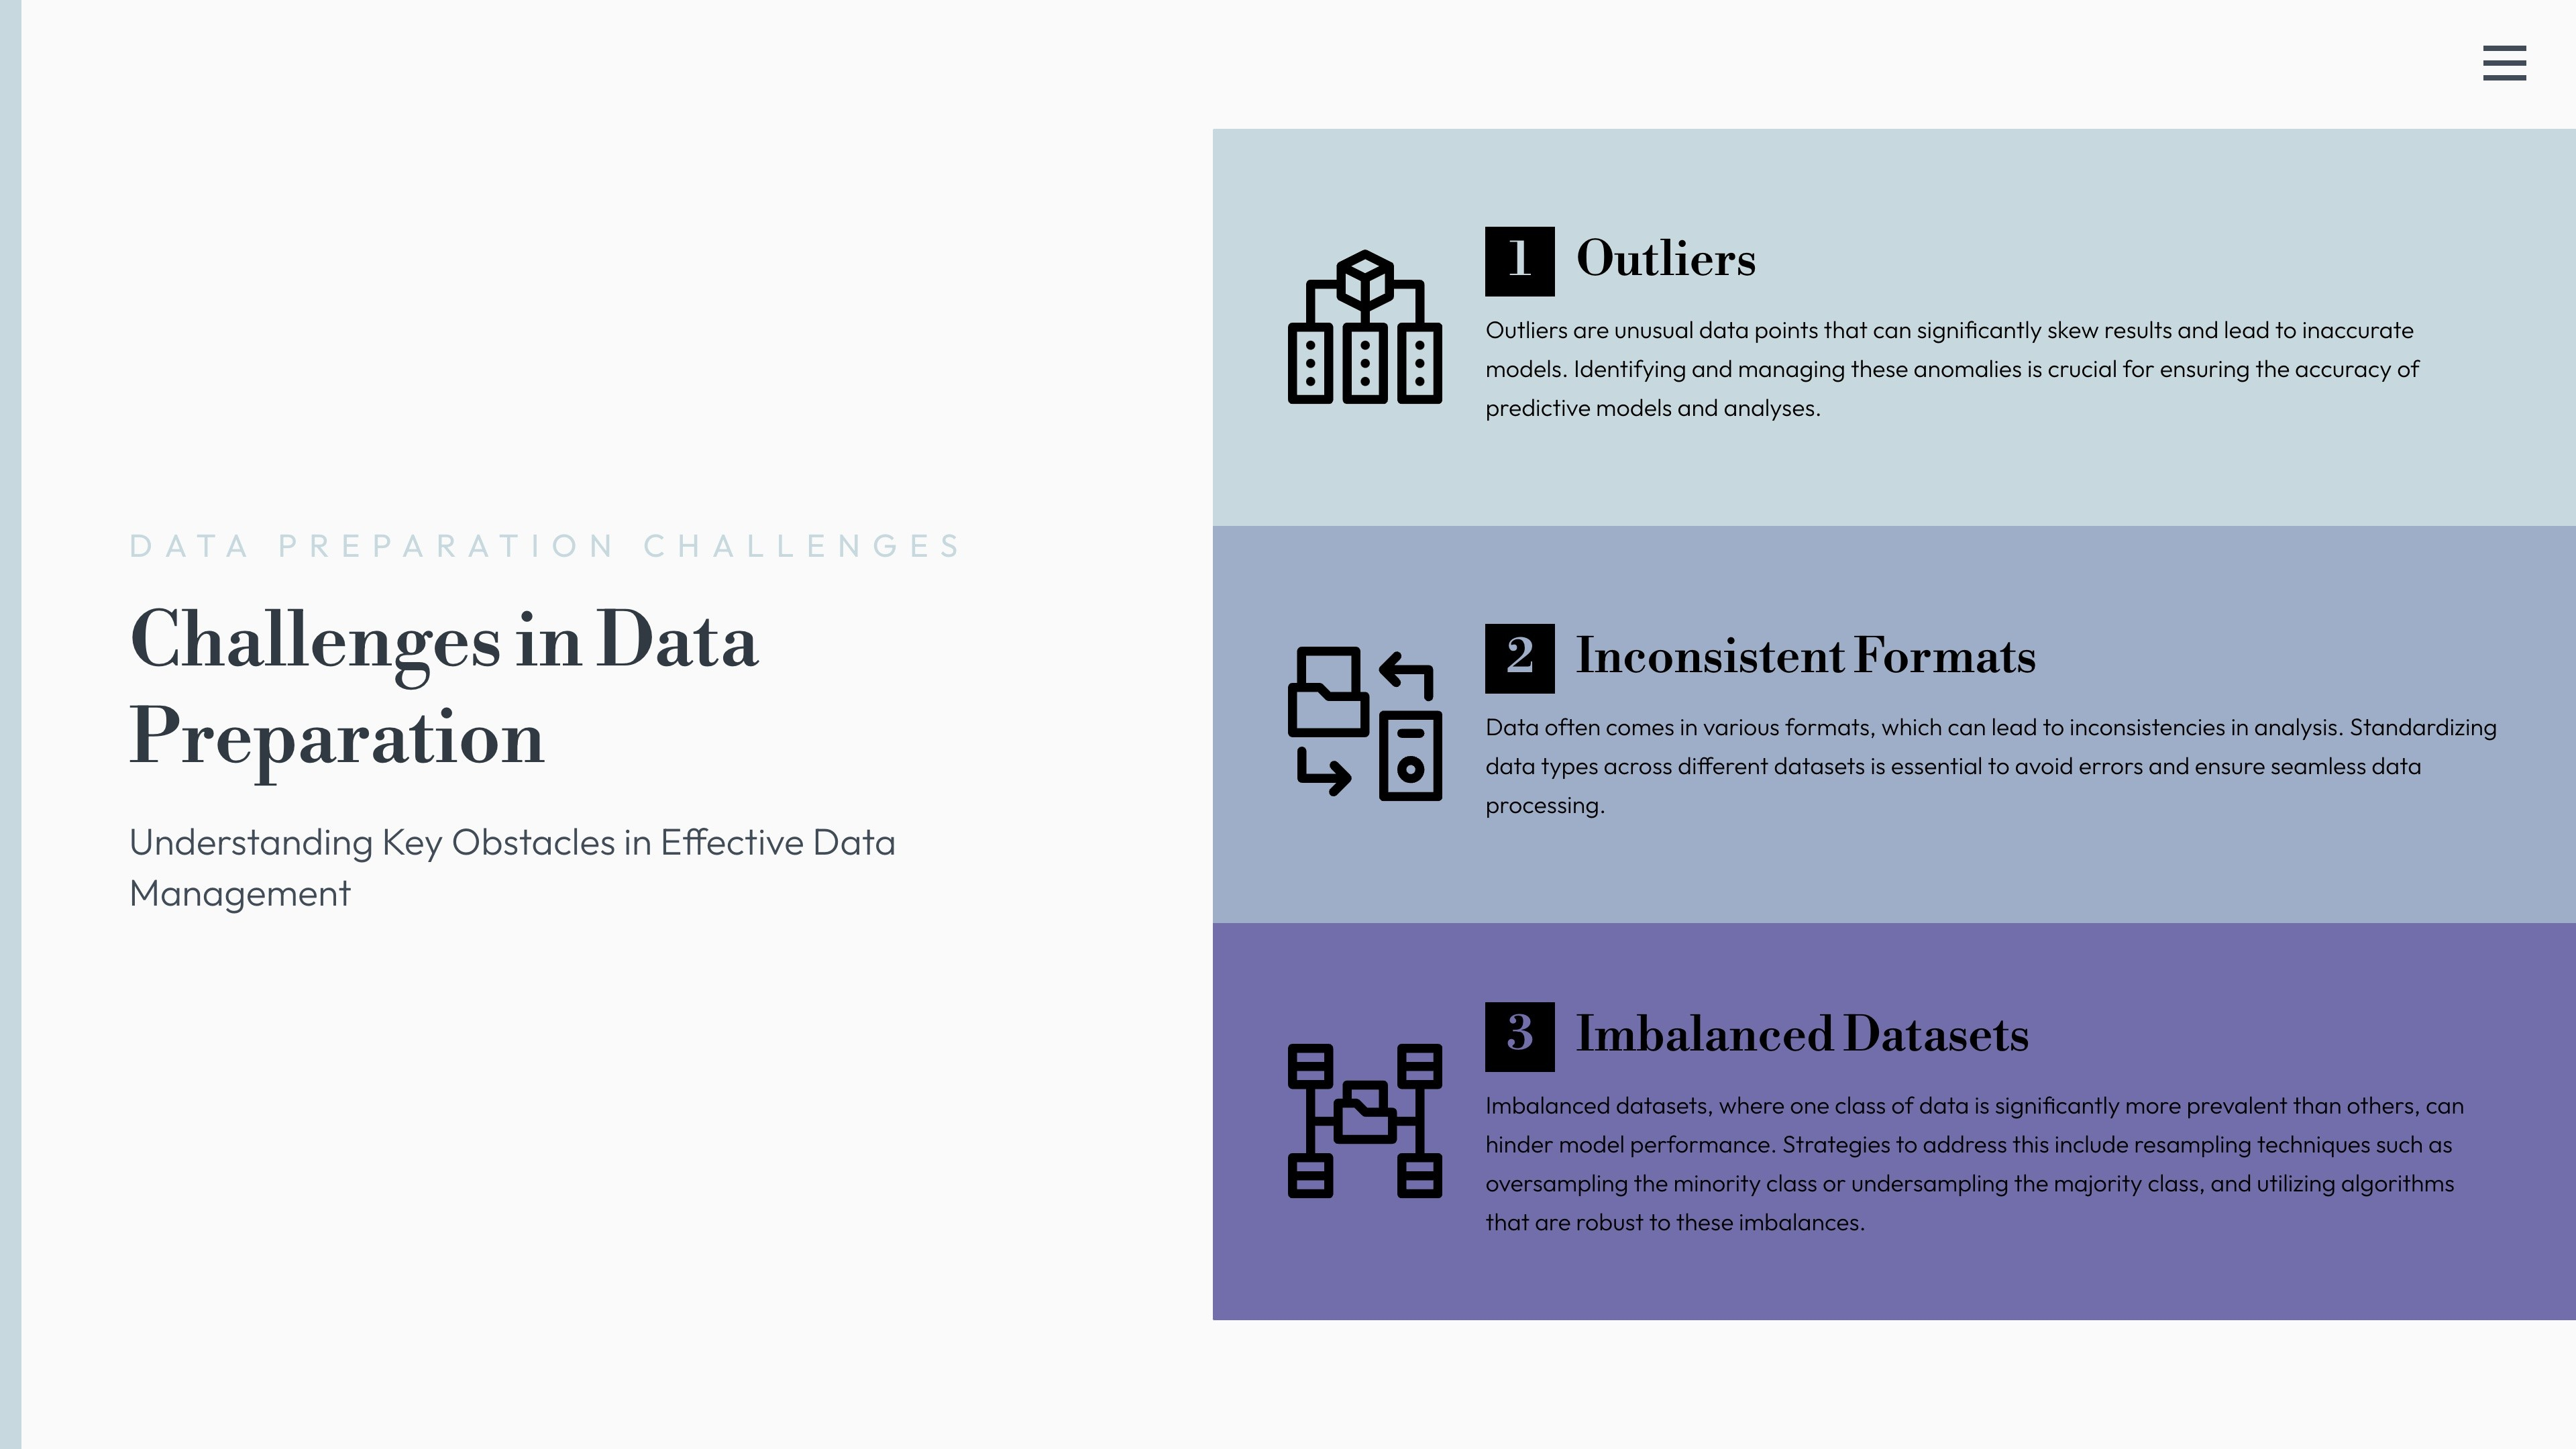 DATA PREPARATION CHALLENGES
Challenges in Data
Preparation
Understanding Key Obstacles in Effective Data
Management
1 Outliers
Outliers are unusual data points that can significantly skew results and lead to inaccurate
models. Identifying and managing these anomalies is crucial for ensuring the accuracy of
predictive models and analyses.
2 Inconsistent Formats
Data often comes in various formats, which can lead to inconsistencies in analysis. Standardizing
data types across different datasets is essential to avoid errors and ensure seamless data
processing.
3 Imbalanced Datasets
Imbalanced datasets, where one class of data is significantly more prevalent than others, can
hinder model performance. Strategies to address this include resampling techniques such as
oversampling the minority class or undersampling the majority class, and utilizing algorithms
that are robust to these imbalances.